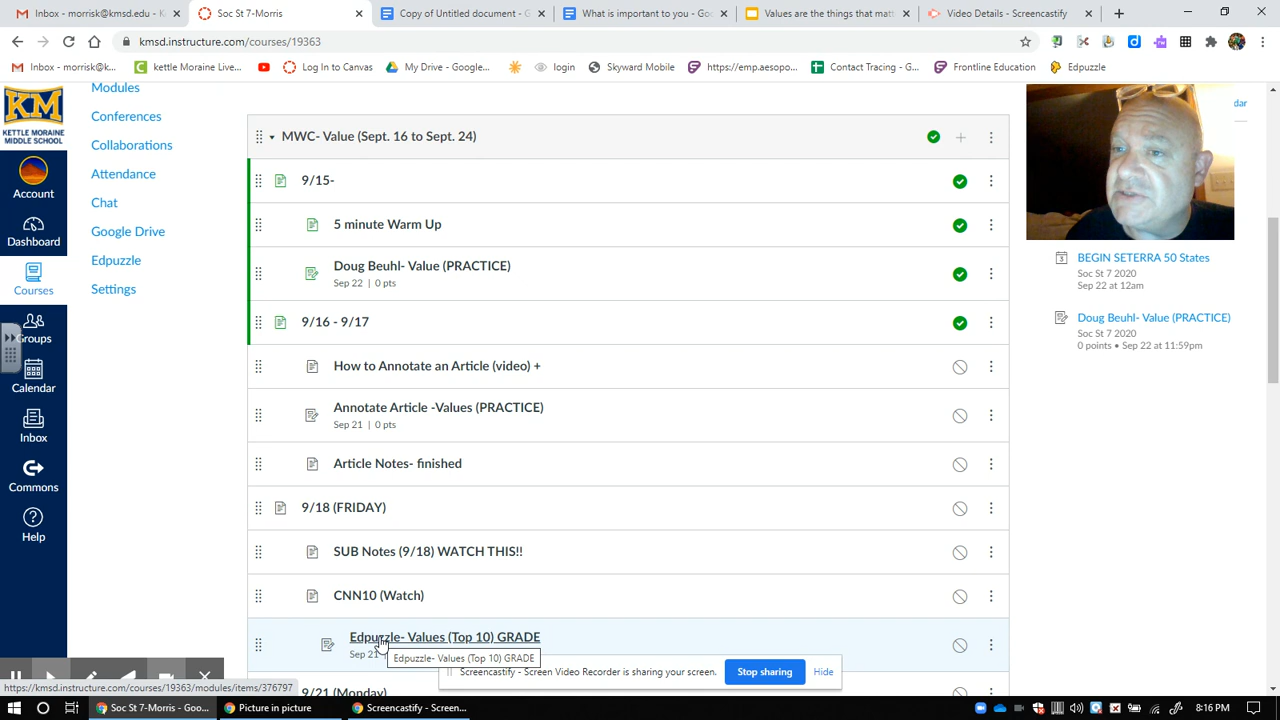 Inbox - morrisk@kmsd.edu - K
Soc St 7-Morris
Copy of Untitled document - G
What is important to you - Goo
Values are the things that matt
Video Details - Screencastify
kmsd.instructure.com/courses/19363
Inbox - morrisk@k...
kettle Moraine Live...
Log In to Canvas
My Drive - Google...
login
Skyward Mobile
https://emp.aesopo...
Contact Tracing - G...
Frontline Education
Edpuzzle
KM
KETTLE MORAINE
MIDDLE SCHOOL
Account
Dashboard
Courses
Groups
Calendar
Inbox
Commons
Help
Modules
Conferences
Collaborations
Attendance
Chat
Google Drive
Edpuzzle
Settings
MWC- Value (Sept. 16 to Sept. 24)
9/15-
5 minute Warm Up
Doug Beuhl- Value (PRACTICE)
Sep 22 | 0 pts
9/16 - 9/17
How to Annotate an Article (video) +
Annotate Article -Values (PRACTICE)
Sep 21 | 0 pts
Article Notes- finished
9/18 (FRIDAY)
SUB Notes (9/18) WATCH THIS!!
CNN10 (Watch)
Edpuzzle- Values (Top 10) GRADE
Sep 21
Edpuzzle- Values (Top 10) GRADE
9/21 (Monday)
dar
BEGIN SETERRA 50 States
Soc St 7 2020
Sep 22 at 12am
Doug Beuhl- Value (PRACTICE)
Soc St 7 2020
0 points • Sep 22 at 11:59pm
Screencastify - Screen Video Recorder is sharing your screen.
Stop sharing
Hide
https://kmsd.instructure.com/courses/19363/modules/items/376797
Soc St 7-Morris - Goo...
Picture in picture
Screencastify - Screen...
8:16 PM